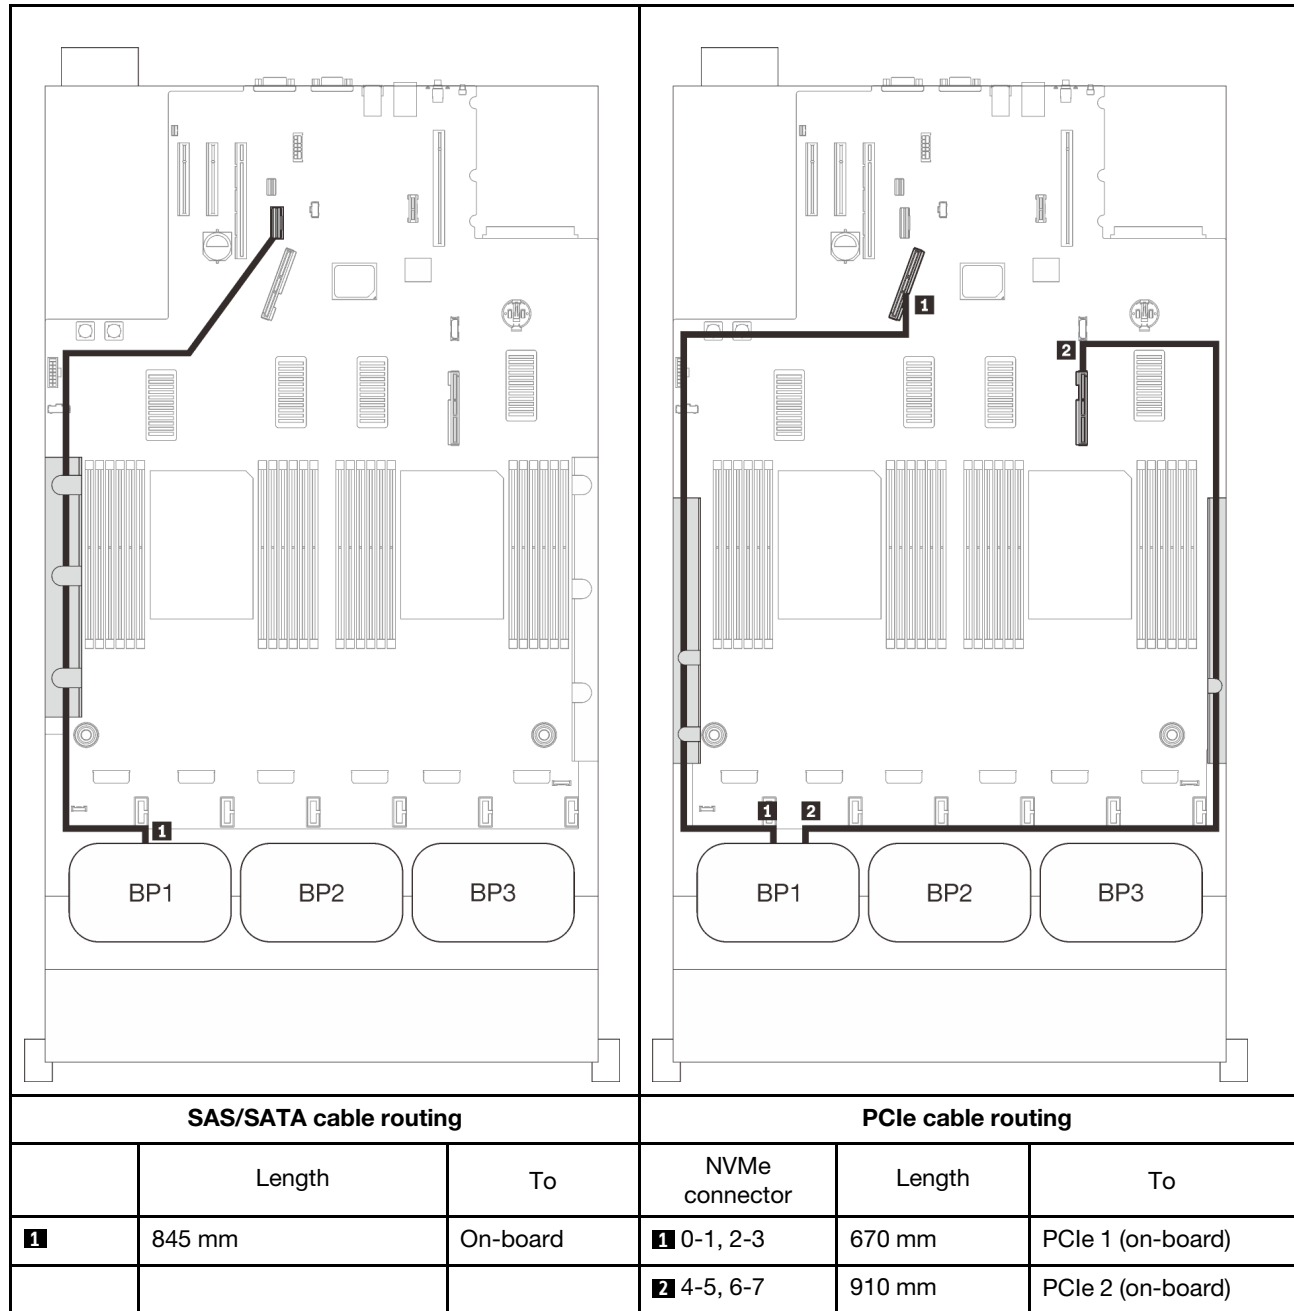 1
BP1 BP2 BP3
1
2
1 2
BP1 BP2 BP3
SAS/SATA cable routing PCIe cable routing
Length To NVMe connector Length To
1 845 mm On-board 1 0-1, 2-3 670 mm PCIe 1 (on-board)
2 4-5, 6-7 910 mm PCIe 2 (on-board)